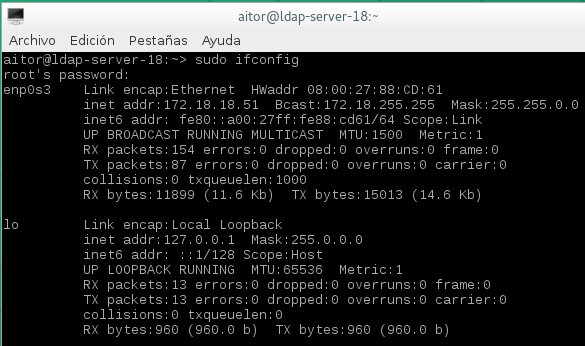 aitor@ldap-server-18:~
Archivo Edición Pestañas Ayuda
aitor@ldap-server-18:~> sudo ifconfig
root's password:
enp0s3    Link encap:Ethernet  HWaddr 08:00:27:88:CD:61
          inet addr:172.18.18.51  Bcast:172.18.255.255  Mask:255.255.0.0
          inet6 addr: fe80::a00:27ff:fe88:cd61/64 Scope:Link
          UP BROADCAST RUNNING MULTICAST  MTU:1500  Metric:1
          RX packets:154 errors:0 dropped:0 overruns:0 frame:0
          TX packets:87 errors:0 dropped:0 overruns:0 carrier:0
          collisions:0 txqueuelen:1000
          RX bytes:11899 (11.6 Kb)  TX bytes:15013 (14.6 Kb)
lo        Link encap:Local Loopback
          inet addr:127.0.0.1  Mask:255.0.0.0
          inet6 addr: ::1/128 Scope:Host
          UP LOOPBACK RUNNING  MTU:65536  Metric:1
          RX packets:13 errors:0 dropped:0 overruns:0 frame:0
          TX packets:13 errors:0 dropped:0 overruns:0 carrier:0
          collisions:0 txqueuelen:0
          RX bytes:960 (960.0 b)  TX bytes:960 (960.0 b)